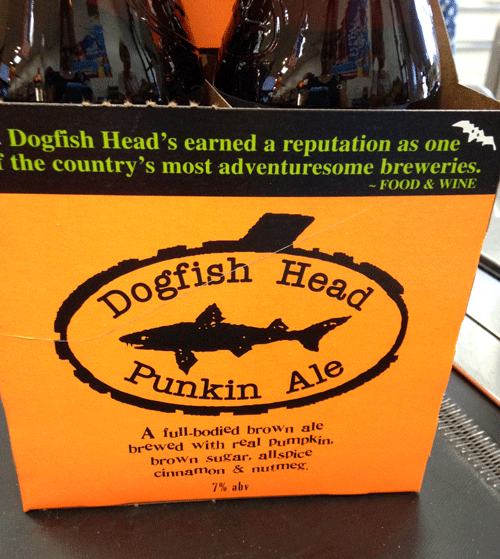 Dogfish Head's earned a reputation as one
the country's most adventuresome breweries.
~ FOOD & WINE
Dogfish Head
Punkin Ale
A full-bodied brown ale
brewed with real pumpkin,
brown sugar, allspice
cinnamon & nutmeg.
7% abv